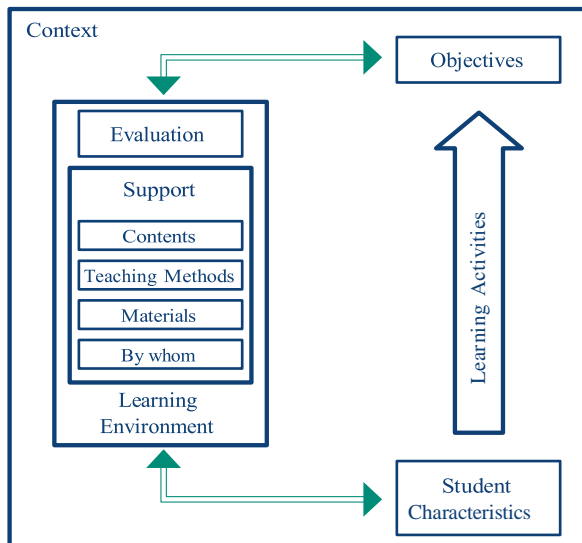 Context
Objectives
Evaluation
Support
Contents
Teaching Methods
Materials
By whom
Learning
Environment
Learning Activities
Student
Characteristics